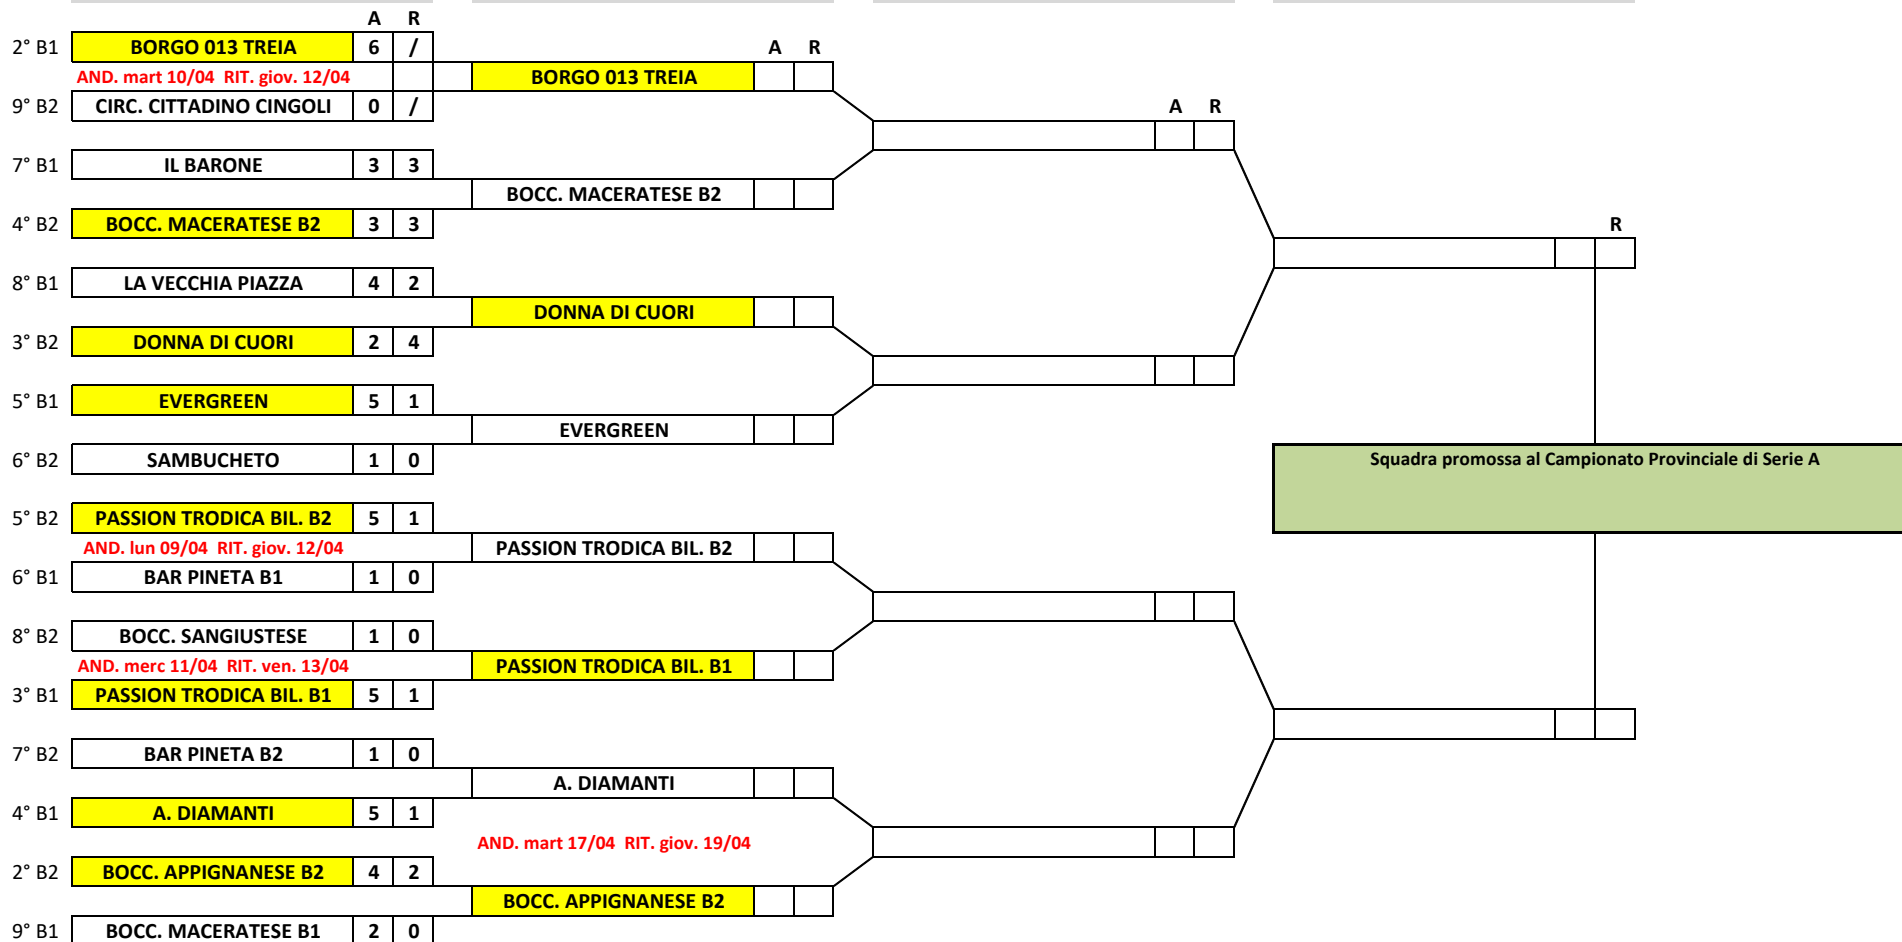 A R
2° B1 BORGO 013 TREIA 6 / A R
AND. mart 10/04 RIT. giov. 12/04 BORGO 013 TREIA
9° B2 CIRC. CITTADINO CINGOLI 0 / A R
7° B1 IL BARONE 3 3
BOCC. MACERATESE B2
4° B2 BOCC. MACERATESE B2 3 3 R
8° B1 LA VECCHIA PIAZZA 4 2
DONNA DI CUORI
3° B2 DONNA DI CUORI 2 4
5° B1 EVERGREEN 5 1
EVERGREEN
6° B2 SAMBUCHETO 1 0 Squadra promossa al Campionato Provinciale di Serie A
5° B2 PASSION TRODICA BIL. B2 5 1
AND. lun 09/04 RIT. giov. 12/04 PASSION TRODICA BIL. B2
6° B1 BAR PINETA B1 1 0
8° B2 BOCC. SANGIUSTESE 1 0
AND. merc 11/04 RIT. ven. 13/04 PASSION TRODICA BIL. B1
3° B1 PASSION TRODICA BIL. B1 5 1
7° B2 BAR PINETA B2 1 0
A. DIAMANTI
4° B1 A. DIAMANTI 5 1
AND. mart 17/04 RIT. giov. 19/04
2° B2 BOCC. APPIGNANESE B2 4 2
BOCC. APPIGNANESE B2
9° B1 BOCC. MACERATESE B1 2 0